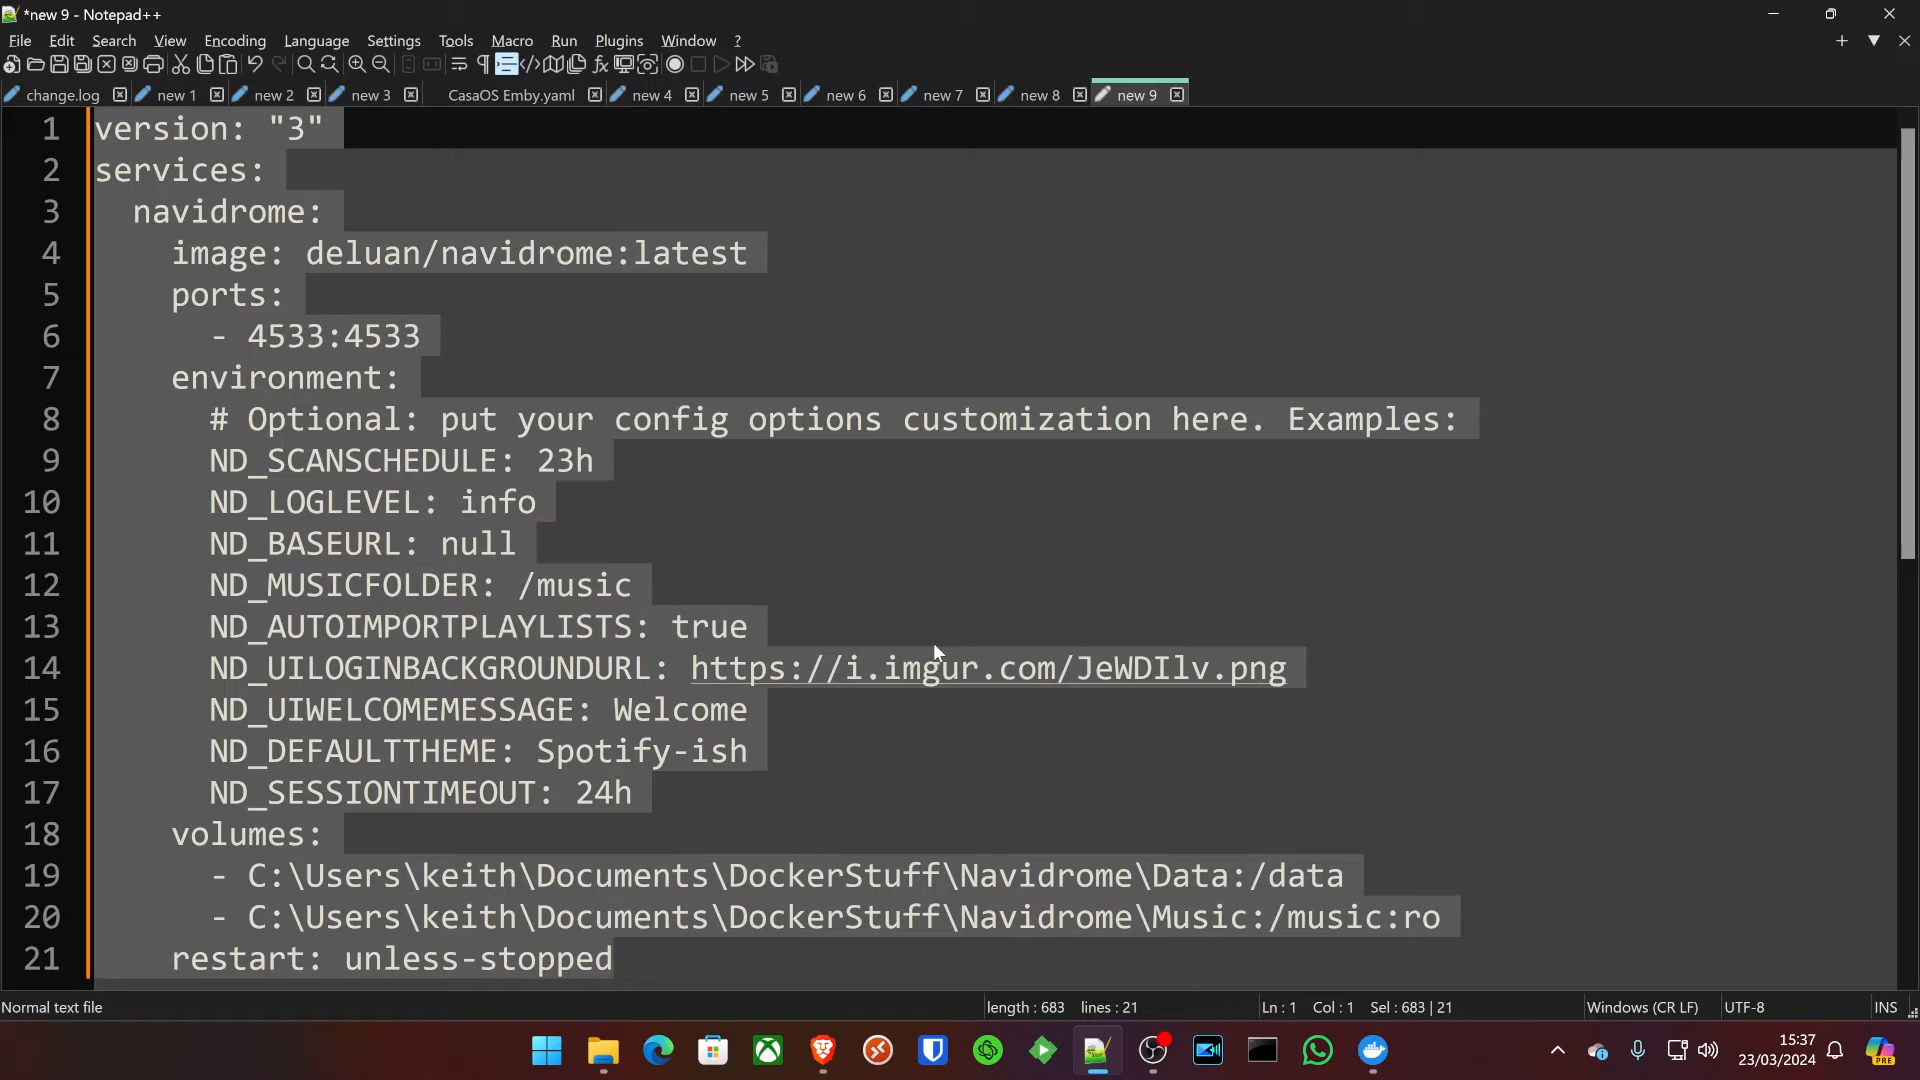 *new 9 - Notepad++
File Edit Search View Encoding Language Settings Tools Macro Run Plugins Window ?
change.log new 1 new 2 new 3 CasaOS Emby.yaml new 4 new 5 new 6 new 7 new 8 new 9
1 version: "3"
2 services:
3 navidrome:
4 image: deluan/navidrome:latest
5 ports:
6 - 4533:4533
7 environment:
8 # Optional: put your config options customization here. Examples:
9 ND_SCANSCHEDULE: 23h
10 ND_LOGLEVEL: info
11 ND_BASEURL: null
12 ND_MUSICFOLDER: /music
13 ND_AUTOIMPORTPLAYLISTS: true
14 ND_UILOGINBACKGROUNDURL: https://i.imgur.com/JeWDIlv.png
15 ND_UIWELCOMEMESSAGE: Welcome
16 ND_DEFAULTTHEME: Spotify-ish
17 ND_SESSIONTIMEOUT: 24h
18 volumes:
19 - C:\Users\keith\Documents\DockerStuff\Navidrome\Data:/data
20 - C:\Users\keith\Documents\DockerStuff\Navidrome\Music:/music:ro
21 restart: unless-stopped
Normal text file length : 683 lines : 21 Ln : 1 Col : 1 Sel : 683 | 21 Windows (CR LF) UTF-8 INS
15:37
23/03/2024
PRE